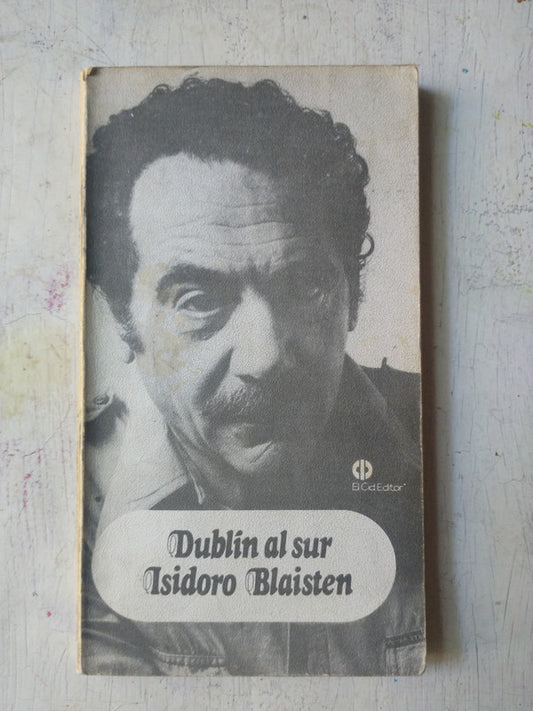 El Cid Editor
Dublín al sur
Isidoro Blaisten